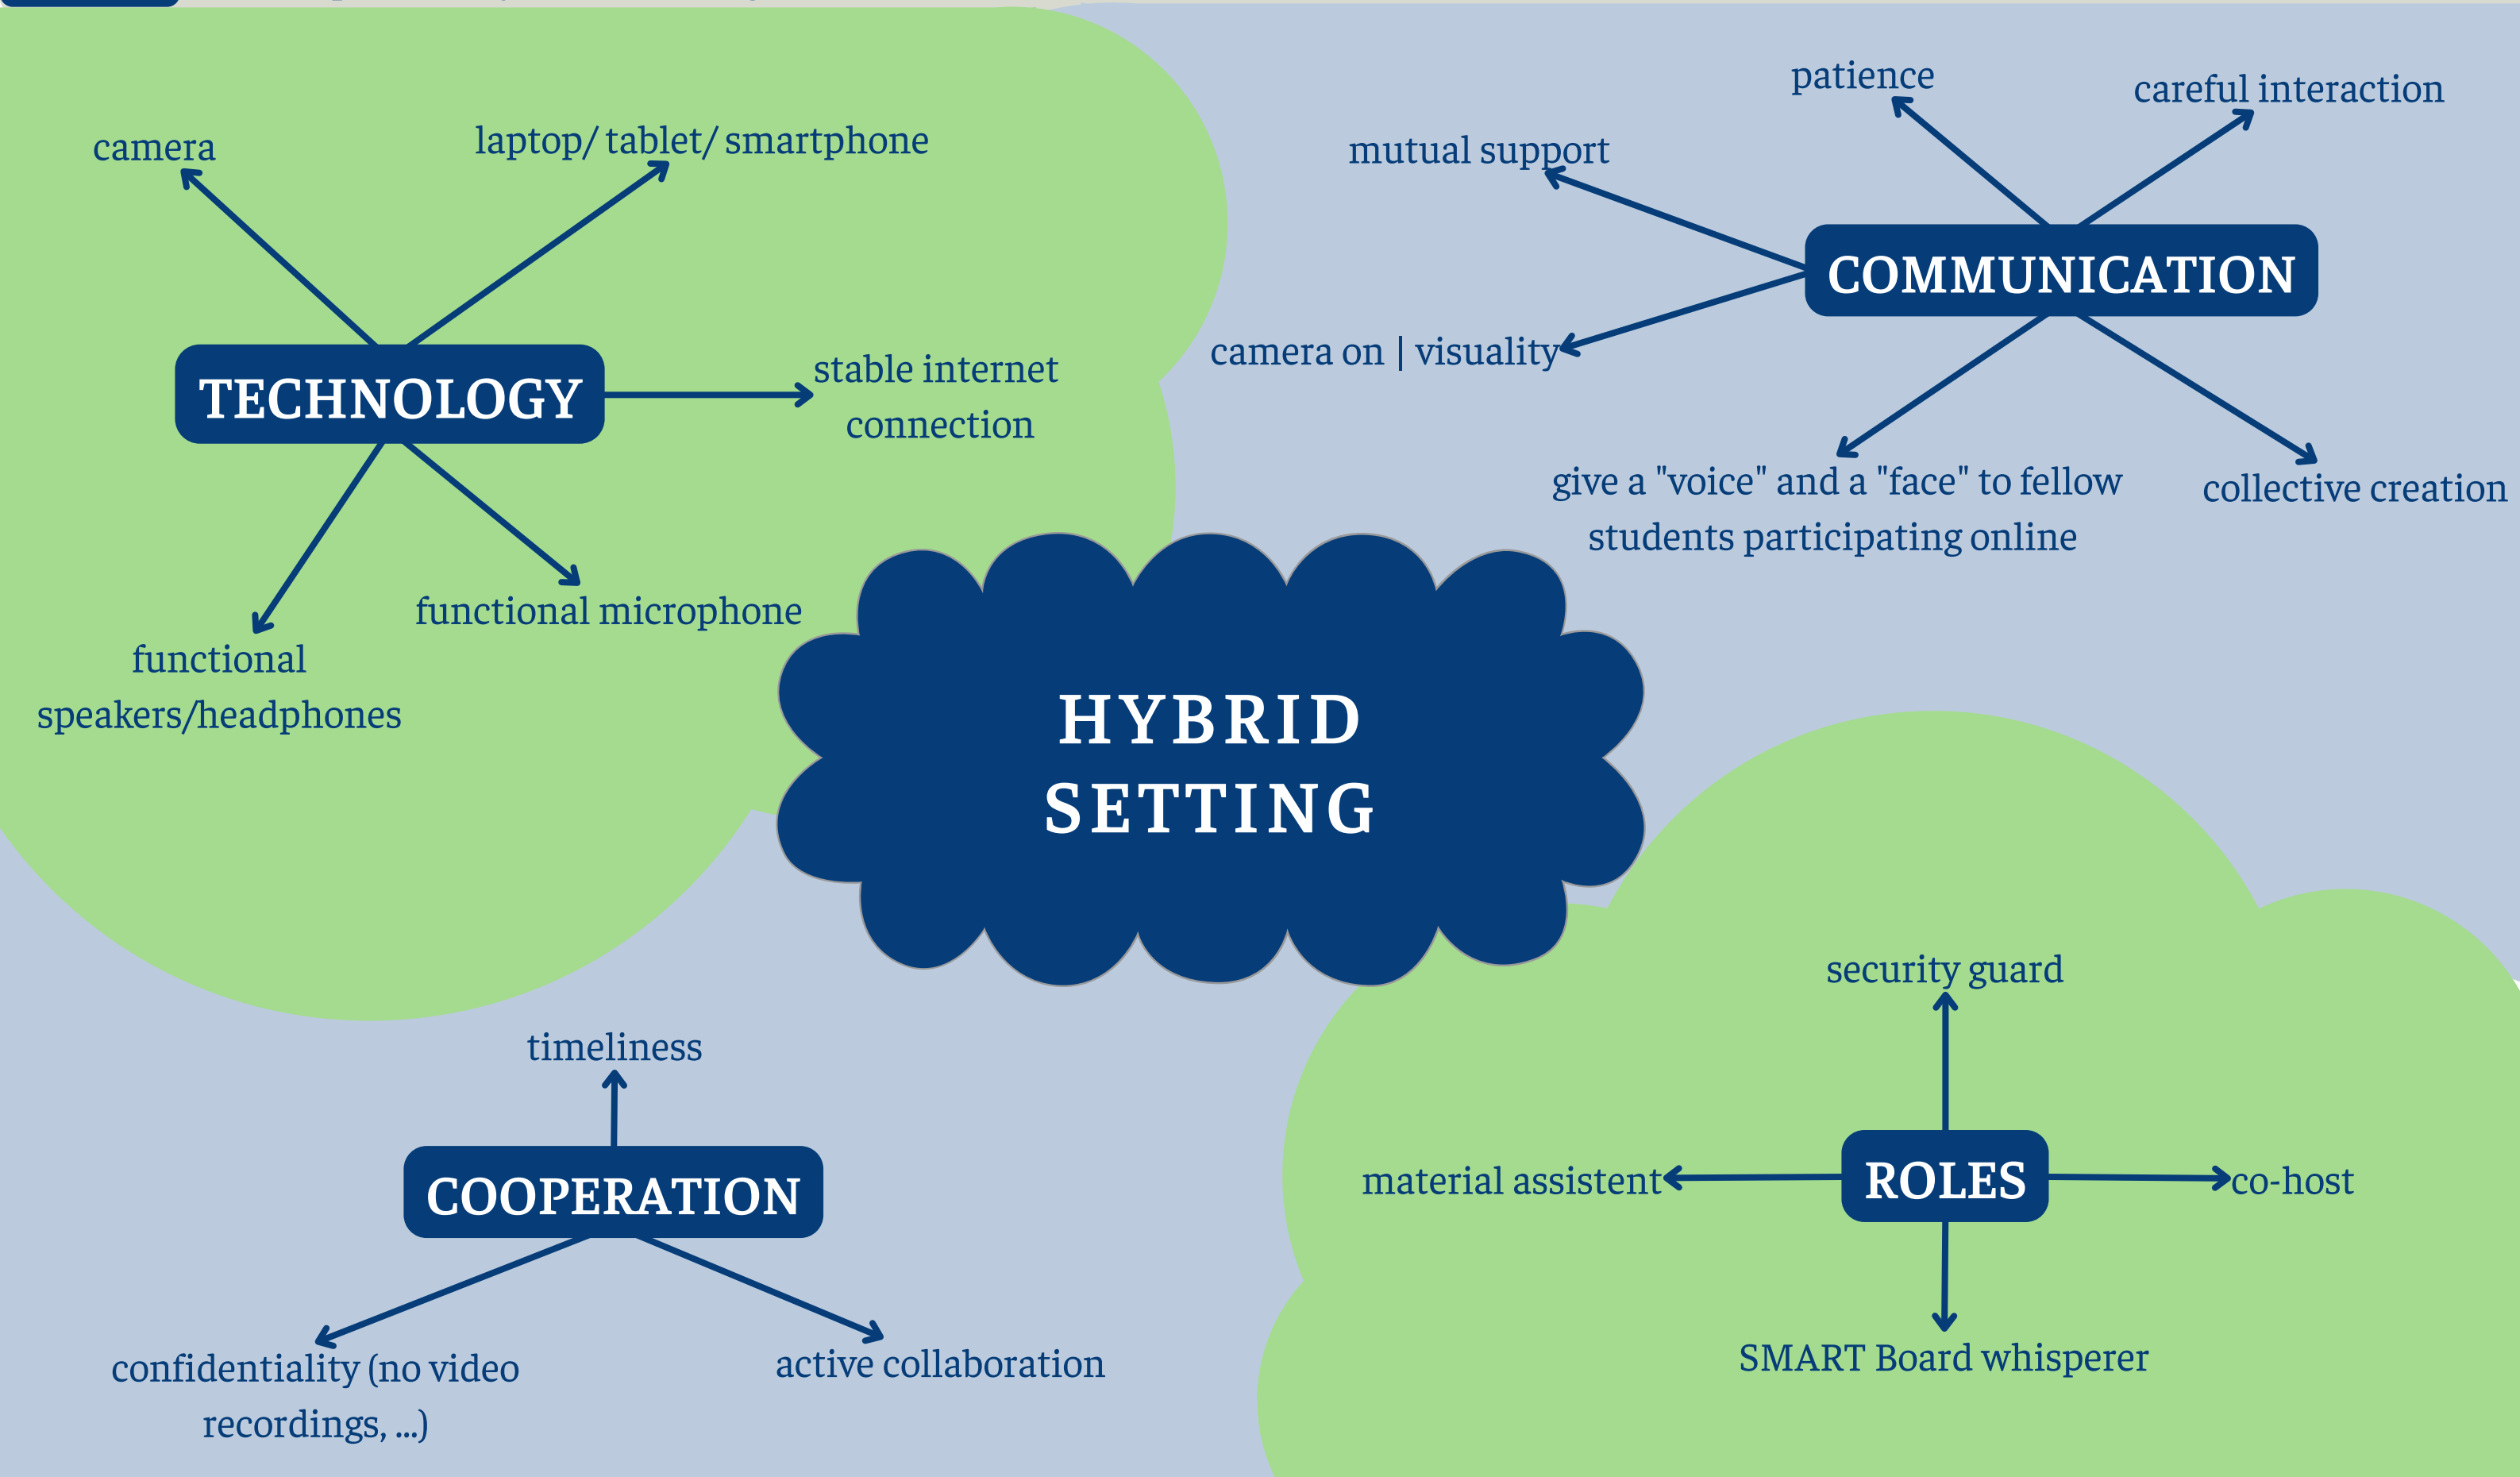 camera
laptop/ tablet/ smartphone
TECHNOLOGY
stable internet
connection
functional microphone
functional
speakers/headphones
patience
careful interaction
mutual support
COMMUNICATION
camera on | visuality
give a "voice" and a "face" to fellow
students participating online
collective creation
HYBRID
SETTING
timeliness
COOPERATION
confidentiality (no video
recordings, ...)
active collaboration
security guard
material assistent
ROLES
co-host
SMART Board whisperer